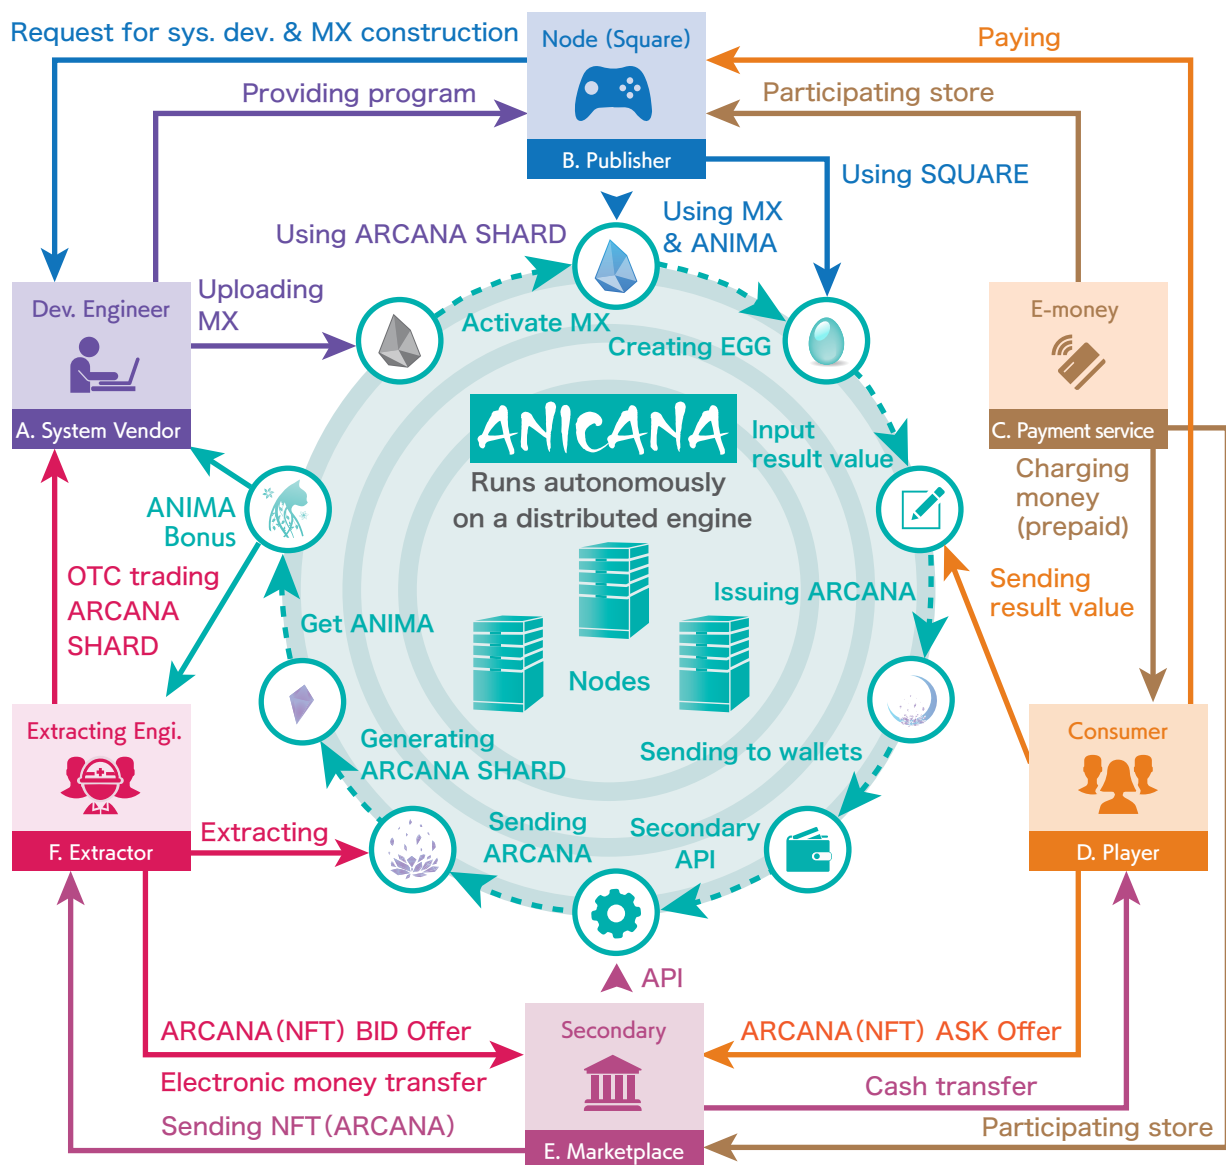 Request for sys. dev. & MX construction
Node (Square)
Paying
Providing program
Participating store
B. Publisher
Using SQUARE
Using ARCANA SHARD
Using MX
& ANIMA
Dev. Engineer
Uploading
MX
Activate MX
Creating EGG
E-money
A. System Vendor
ANICANA
Input
result value
C. Payment service
Runs autonomously
on a distributed engine
Charging
money
(prepaid)
ANIMA
Bonus
OTC trading
ARCANA
SHARD
Issuing ARCANA
Sending
result value
Get ANIMA
Nodes
Extracting Engi.
Generating
ARCANA SHARD
Sending to wallets
Consumer
Extracting
Sending
ARCANA
Secondary
API
F. Extractor
D. Player
API
ARCANA(NFT) BID Offer
Secondary
ARCANA(NFT) ASK Offer
Electronic money transfer
Cash transfer
Sending NFT(ARCANA)
Participating store
E. Marketplace